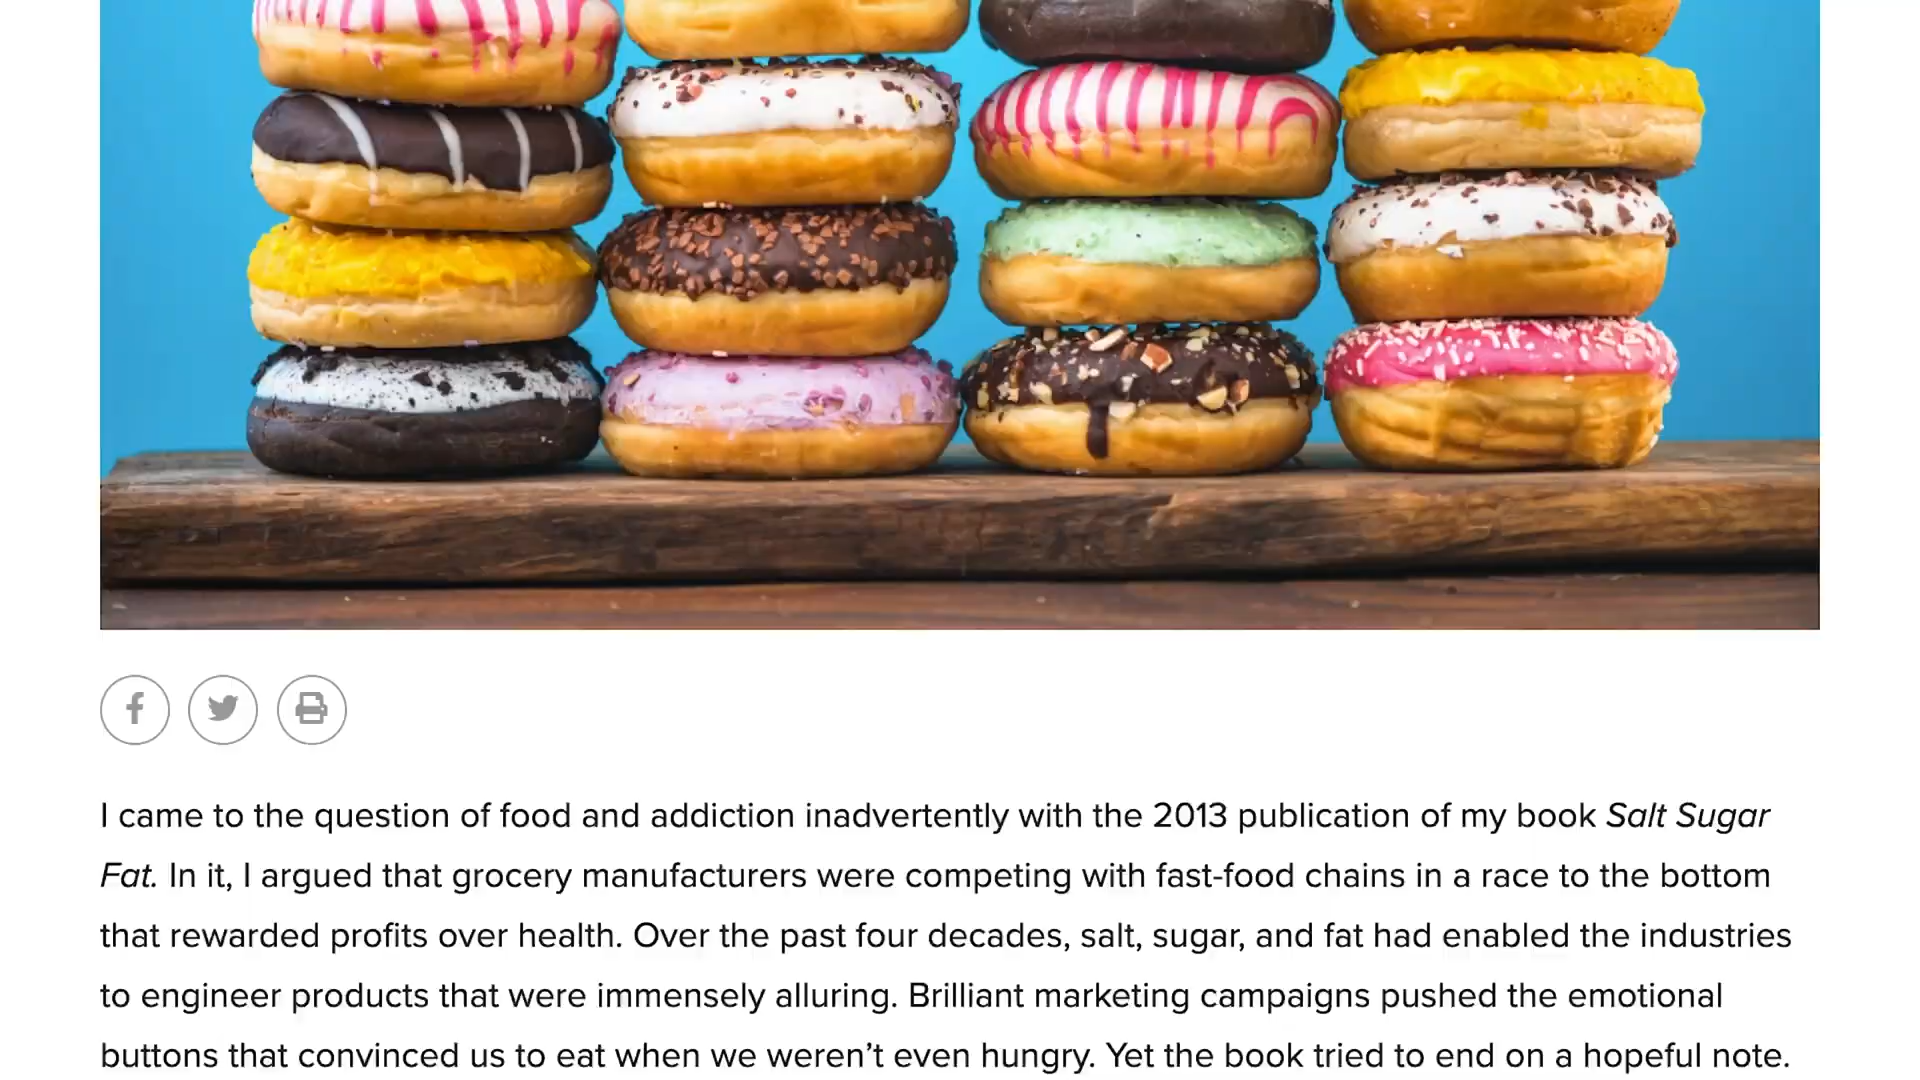 I came to the question of food and addiction inadvertently with the 2013 publication of my book Salt Sugar
Fat. In it, I argued that grocery manufacturers were competing with fast-food chains in a race to the bottom
that rewarded profits over health. Over the past four decades, salt, sugar, and fat had enabled the industries
to engineer products that were immensely alluring. Brilliant marketing campaigns pushed the emotional
buttons that convinced us to eat when we weren’t even hungry. Yet the book tried to end on a hopeful note.